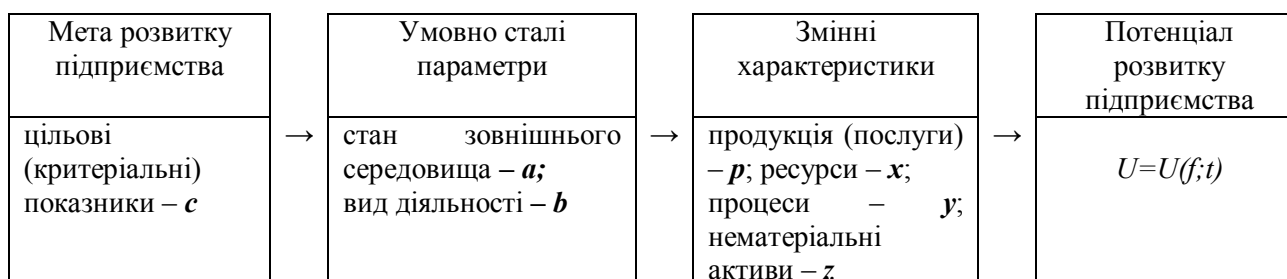 Мета розвитку
підприємства
цільові
(критеріальні)
показники – c
→
Умовно сталі
параметри
стан зовнішнього
середовища – a;
вид діяльності – b
→
Змінні
характеристики
продукція (послуги)
– p; ресурси – x;
процеси – y;
нематеріальні
активи – z
→
Потенціал
розвитку
підприємства
U=U(f;t)